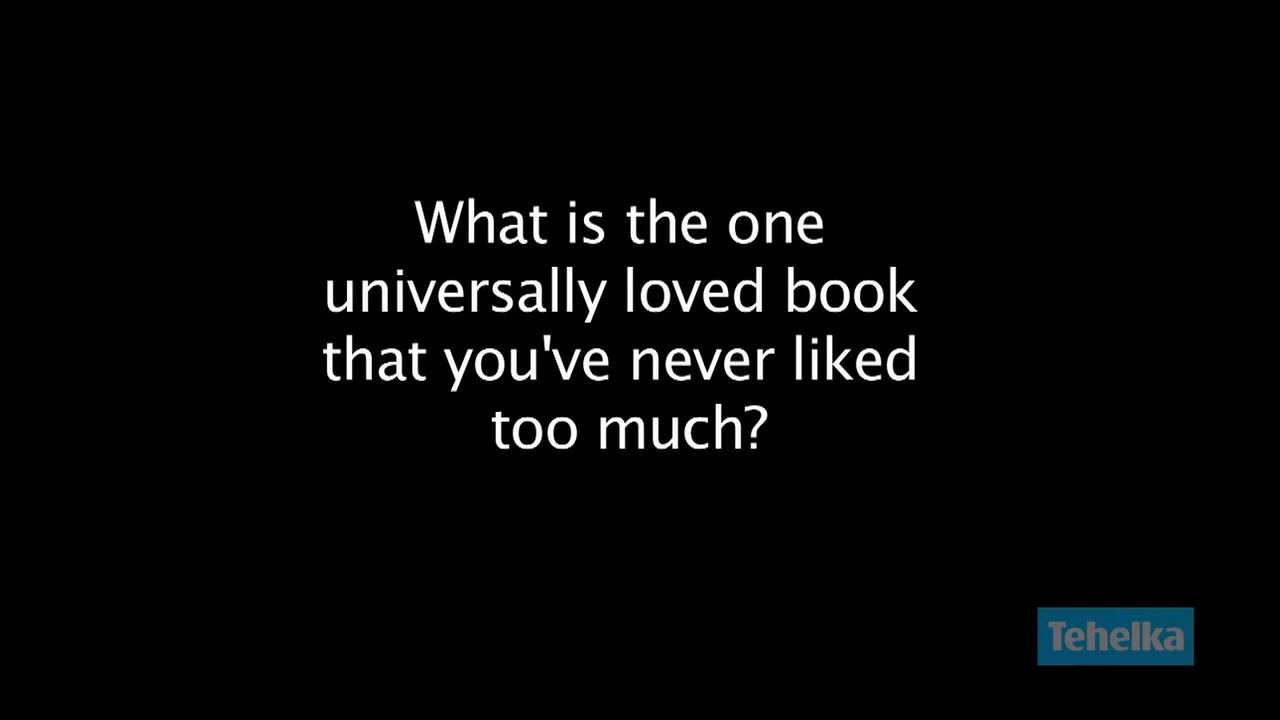 What is the one
universally loved book
that you've never liked
too much?
Tehelka